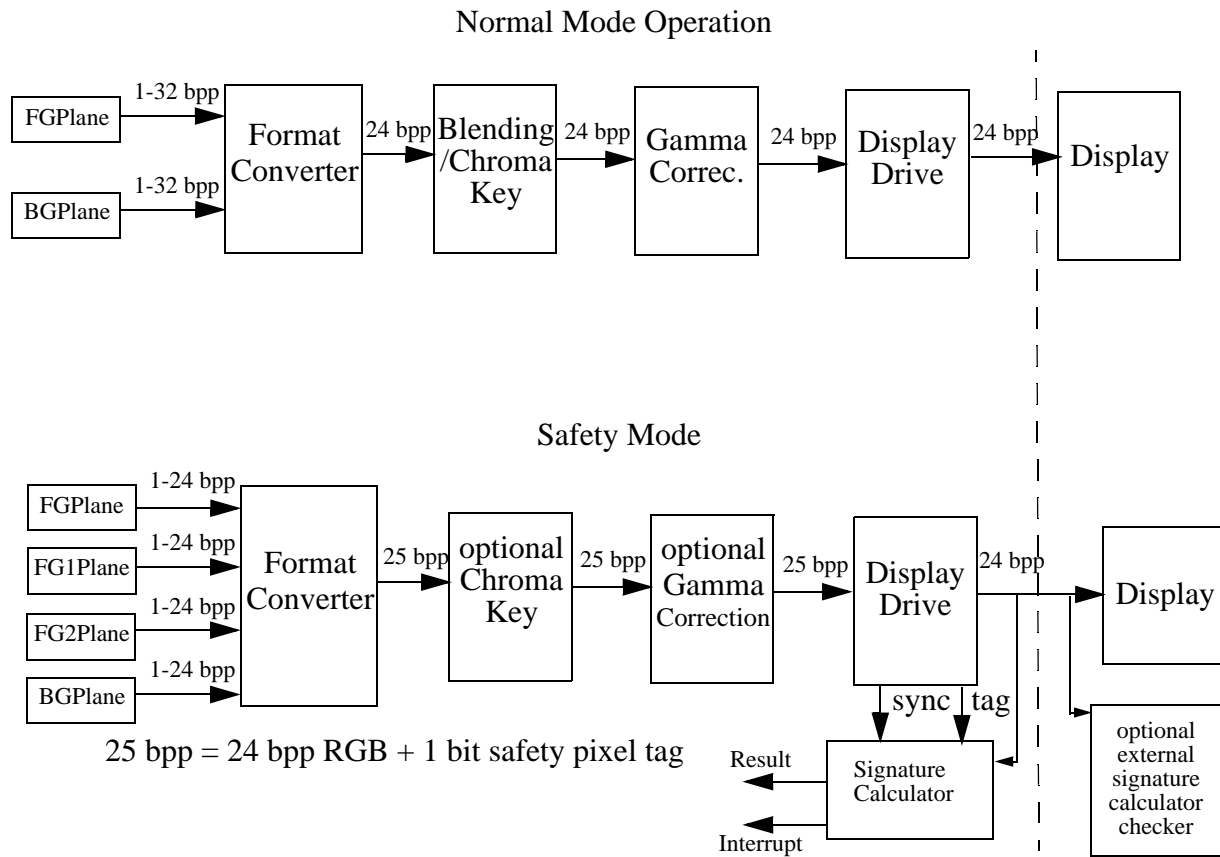 Normal Mode Operation
FGPlane
1-32 bpp
BGPlane
1-32 bpp
Format
Converter
24 bpp
Blending
/Chroma
Key
24 bpp
Gamma
Correc.
24 bpp
Display
Drive
24 bpp
Display
Safety Mode
FGPlane
1-24 bpp
FG1Plane
1-24 bpp
FG2Plane
1-24 bpp
BGPlane
1-24 bpp
Format
Converter
25 bpp
optional
Chroma
Key
25 bpp
optional
Gamma
Correction
25 bpp
Display
Drive
24 bpp
Display
sync
tag
25 bpp = 24 bpp RGB + 1 bit safety pixel tag
Result
Interrupt
Signature
Calculator
optional
external
signature
calculator
checker